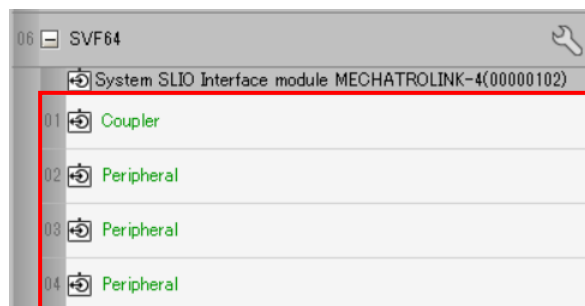 06 SVF64
System SLIO Interface module MECHATROLINK-4(00000102)
01 Coupler
02 Peripheral
03 Peripheral
04 Peripheral